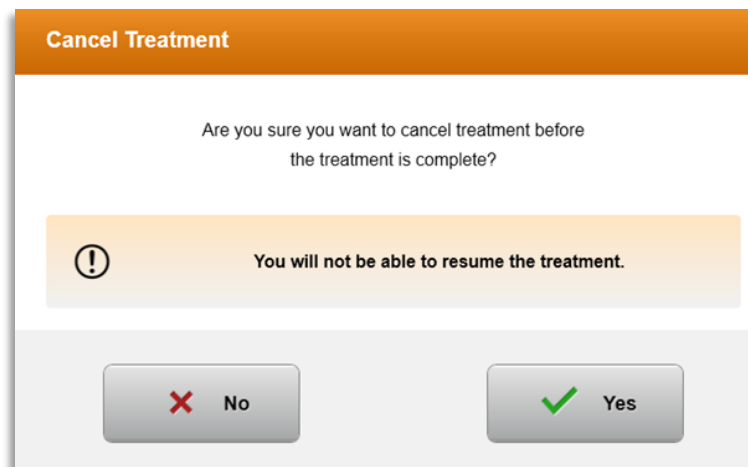 Cancel Treatment
Are you sure you want to cancel treatment before
the treatment is complete?
You will not be able to resume the treatment.
No
Yes